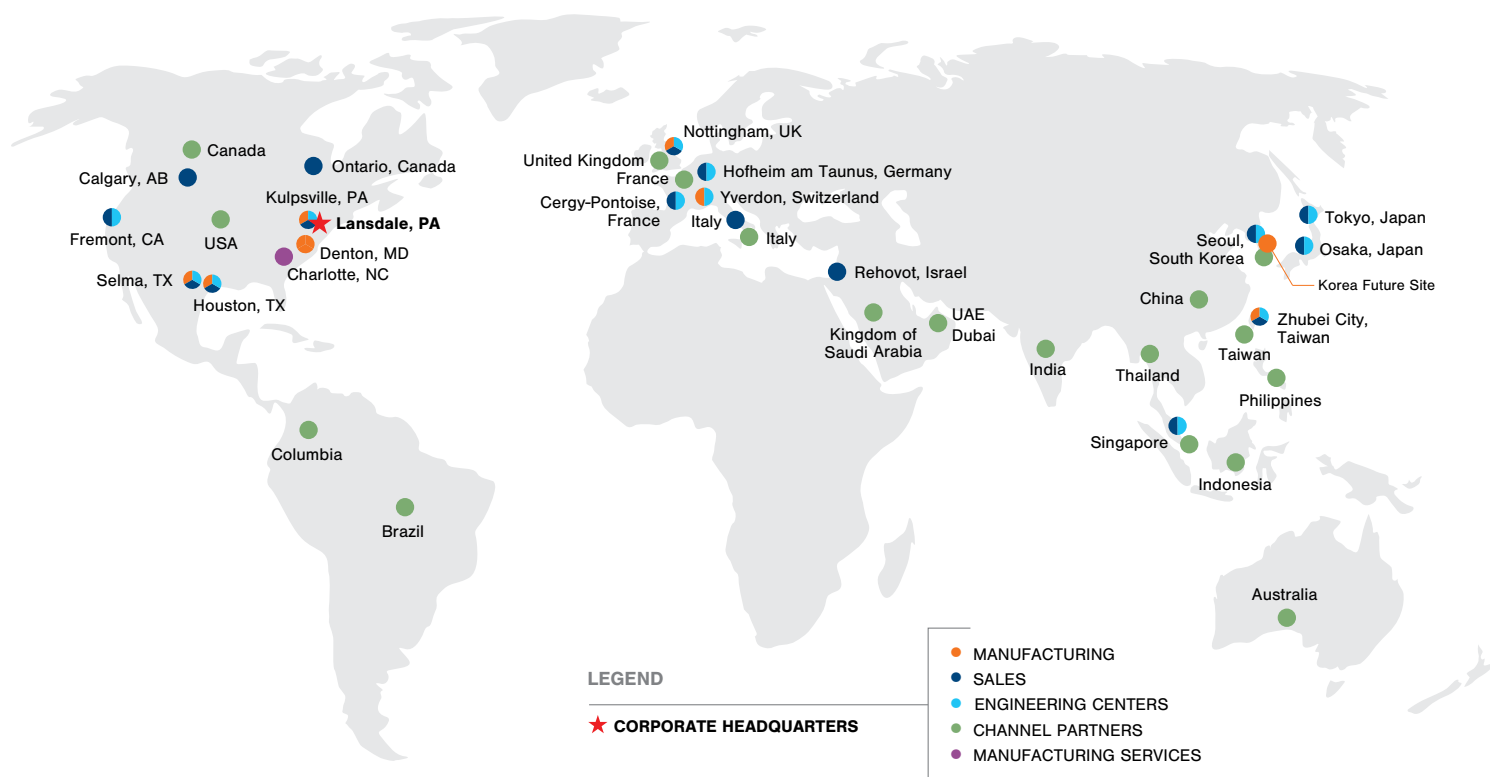 Canada
Calgary, AB
Ontario, Canada
Kulpsville, PA
Lansdale, PA
Fremont, CA
USA
Denton, MD
Charlotte, NC
Selma, TX
Houston, TX
Columbia
Brazil
Nottingham, UK
United Kingdom
France
Hofheim am Taunus, Germany
Cergy-Pontoise,
France
Yverdon, Switzerland
Italy
Italy
Rehovot, Israel
Kingdom of
Saudi Arabia
UAE
Dubai
India
Tokyo, Japan
Seoul,
South Korea
Osaka, Japan
Korea Future Site
China
Zhubei City,
Taiwan
Taiwan
Thailand
Philippines
Singapore
Indonesia
Australia
LEGEND
CORPORATE HEADQUARTERS
MANUFACTURING
SALES
ENGINEERING CENTERS
CHANNEL PARTNERS
MANUFACTURING SERVICES